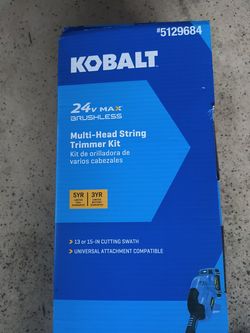 #5129684
KOBALT
24V MAX
BRUSHLESS
Multi-Head String
Trimmer Kit
Kit de orilladora de
varios cabezales
5YR 3YR
• 13 or 15-IN CUTTING SWATH
• UNIVERSAL ATTACHMENT COMPATIBLE